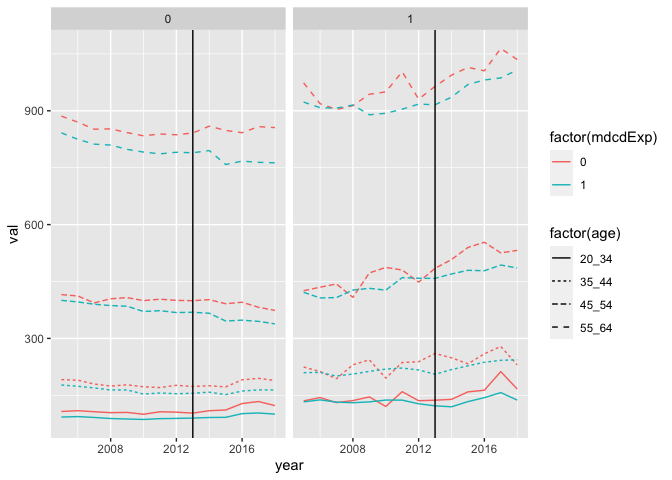 0 1
900
600
300
val
2008 2012 2016 2008 2012 2016
year
factor(mdcdExp)
0
1
factor(age)
20_34
35_44
45_54
55_64